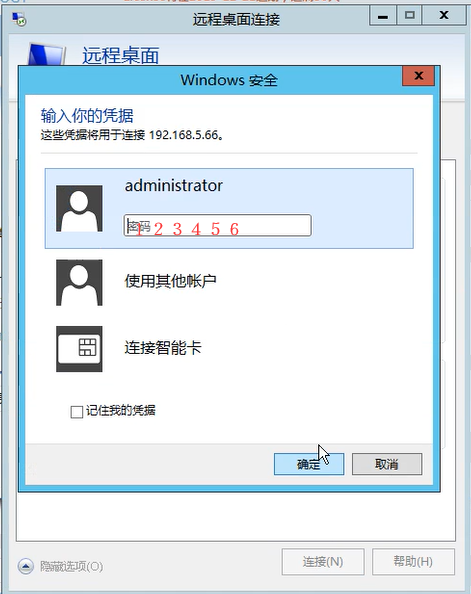 远程桌面连接
远程桌面
Windows 安全
输入你的凭据
这些凭据将用于连接 192.168.5.66。
administrator
密码
1 2 3 4 5 6
使用其他帐户
连接智能卡
记住我的凭据
确定
取消
隐藏选项(O)
连接(N)
帮助(H)